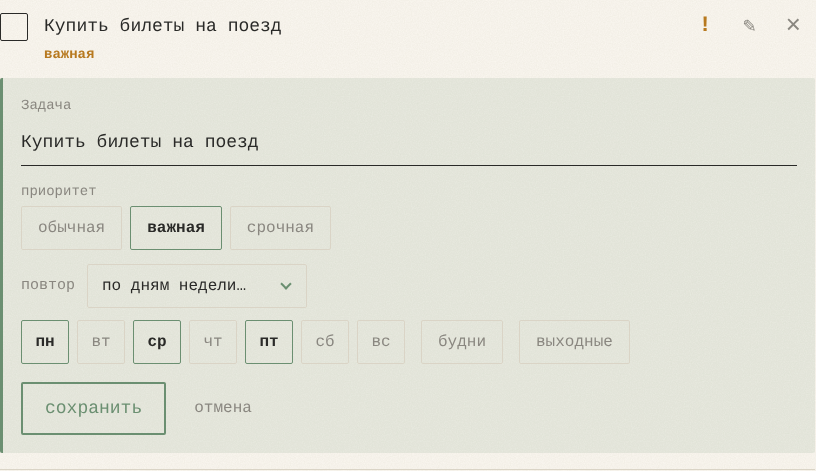 Купить билеты на поезд ! ✎ ✕
важная
Задача
Купить билеты на поезд
приоритет
обычная важная срочная
повтор по дням недели…
пн вт ср чт пт сб вс будни выходные
сохранить отмена